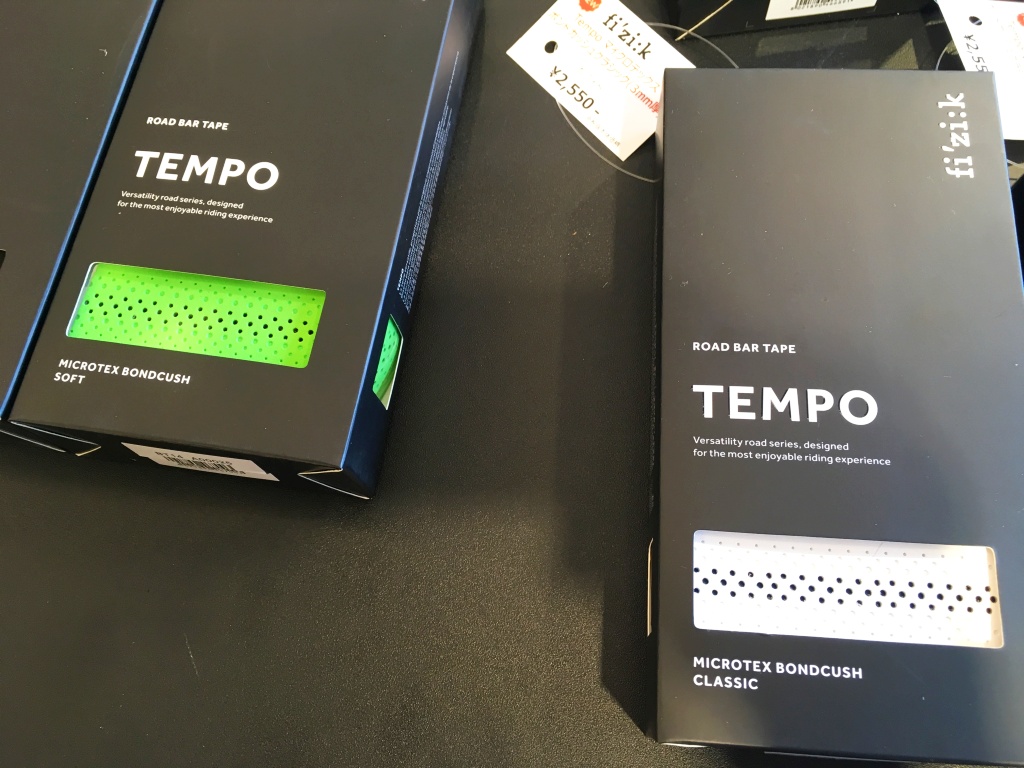 ROAD BAR TAPE
TEMPO
Versatility road series, designed
for the most enjoyable riding experience
MICROTEX BONDCUSH
SOFT
fi'zi:k
3mm
¥2,550-
fi'zi:k
ROAD BAR TAPE
TEMPO
Versatility road series, designed
for the most enjoyable riding experience
MICROTEX BONDCUSH
CLASSIC